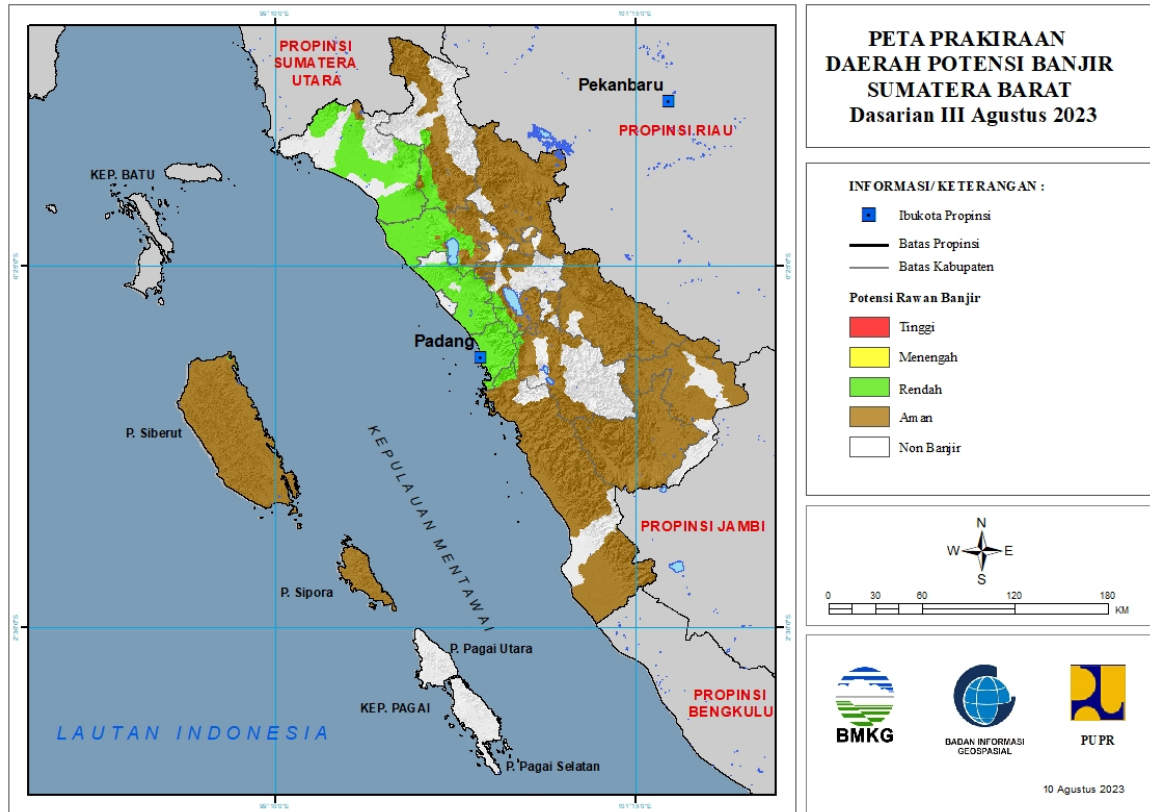 PETA PRAKIRAAN
DAERAH POTENSI BANJIR
SUMATERA BARAT
Dasarian III Agustus 2023
INFORMASI/ KETERANGAN :
Ibukota Propinsi
Batas Propinsi
Batas Kabupaten
Potensi Rawan Banjir
Tinggi
Menengah
Rendah
Aman
Non Banjir
N
W E
S
0 30 60 120 180
KM
BMKG
BADAN INFORMASI
GEOSPASIAL
PUPR
10 Agustus 2023
PROPINSI
SUMATERA
UTARA
Pekanbaru
PROPINSI RIAU
KEP. BATU
Padang
P. Siberut
KEPULAUAN MENTAWAI
PROPINSI JAMBI
P. Sipora
P. Pagai Utara
KEP. PAGAI
PROPINSI
BENGKULU
LAUTAN INDONESIA
P. Pagai Selatan